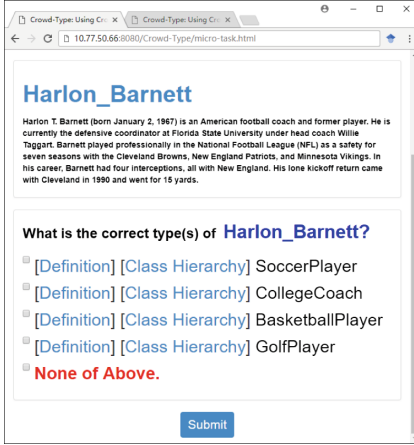 Crowd-Type: Using Cro
Crowd-Type: Using Cro
10.77.50.66:8080/Crowd-Type/micro-task.html
Harlon_Barnett
Harlon T. Barnett (born January 2, 1967) is an American football coach and former player. He is
currently the defensive coordinator at Florida State University under head coach Willie
Taggart. Barnett played professionally in the National Football League (NFL) as a safety for
seven seasons with the Cleveland Browns, New England Patriots, and Minnesota Vikings. In
his career, Barnett had four interceptions, all with New England. His lone kickoff return came
with Cleveland in 1990 and went for 15 yards.
What is the correct type(s) of Harlon_Barnett?
[Definition] [Class Hierarchy] SoccerPlayer
[Definition] [Class Hierarchy] CollegeCoach
[Definition] [Class Hierarchy] BasketballPlayer
[Definition] [Class Hierarchy] GolfPlayer
None of Above.
Submit